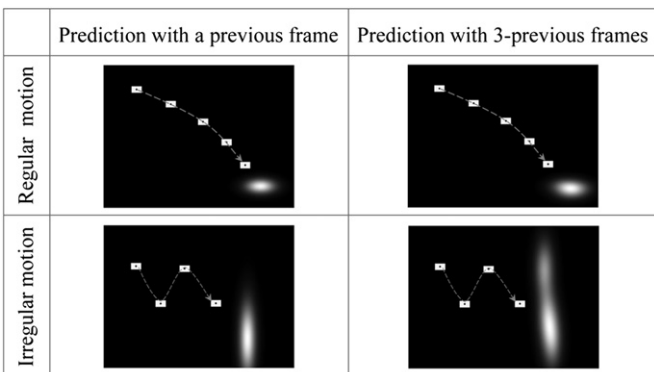 Prediction with a previous frame
Prediction with 3-previous frames
Regular motion
Irregular motion